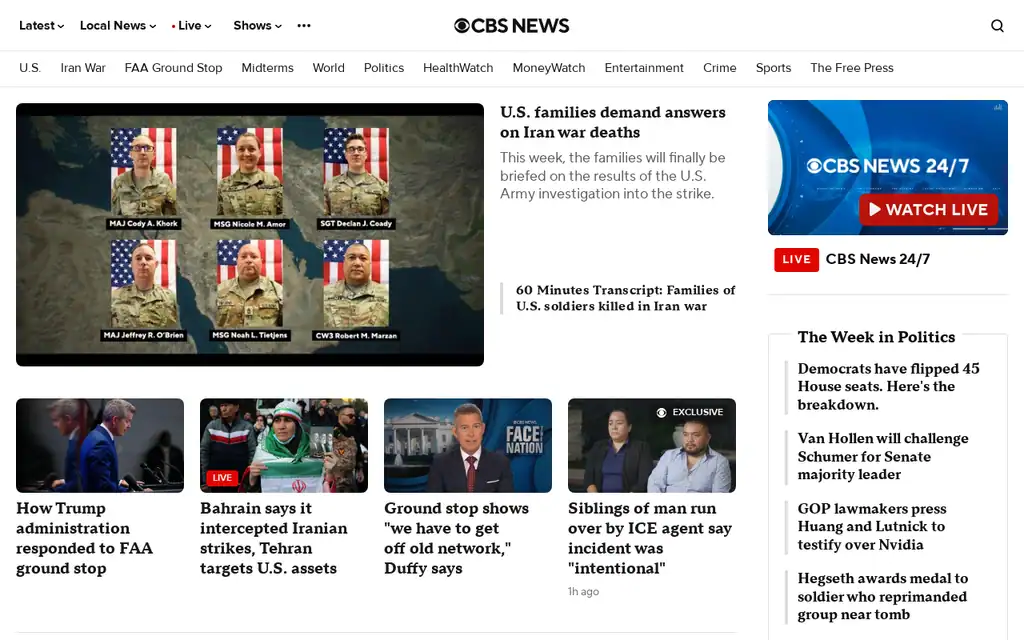 Latest
Local News
Live
Shows
CBS NEWS
U.S.
Iran War
FAA Ground Stop
Midterms
World
Politics
HealthWatch
MoneyWatch
Entertainment
Crime
Sports
The Free Press
MAJ Cody A. Khork
MSG Nicole M. Amor
SGT Declan J. Coady
MAJ Jeffrey R. O'Brien
MSG Noah L. Tietjens
CW3 Robert M. Marzan
U.S. families demand answers
on Iran war deaths
This week, the families will finally be
briefed on the results of the U.S.
Army investigation into the strike.
60 Minutes Transcript: Families of
U.S. soldiers killed in Iran war
CBS NEWS 24/7
WATCH LIVE
LIVE
CBS News 24/7
The Week in Politics
Democrats have flipped 45
House seats. Here's the
breakdown.
Van Hollen will challenge
Schumer for Senate
majority leader
GOP lawmakers press
Huang and Lutnick to
testify over Nvidia
Hegseth awards medal to
soldier who reprimanded
group near tomb
How Trump
administration
responded to FAA
ground stop
LIVE
Bahrain says it
intercepted Iranian
strikes, Tehran
targets U.S. assets
CBS NEWS
FACE
NATION
Ground stop shows
"we have to get
off old network,"
Duffy says
EXCLUSIVE
Siblings of man run
over by ICE agent say
incident was
"intentional"
1h ago